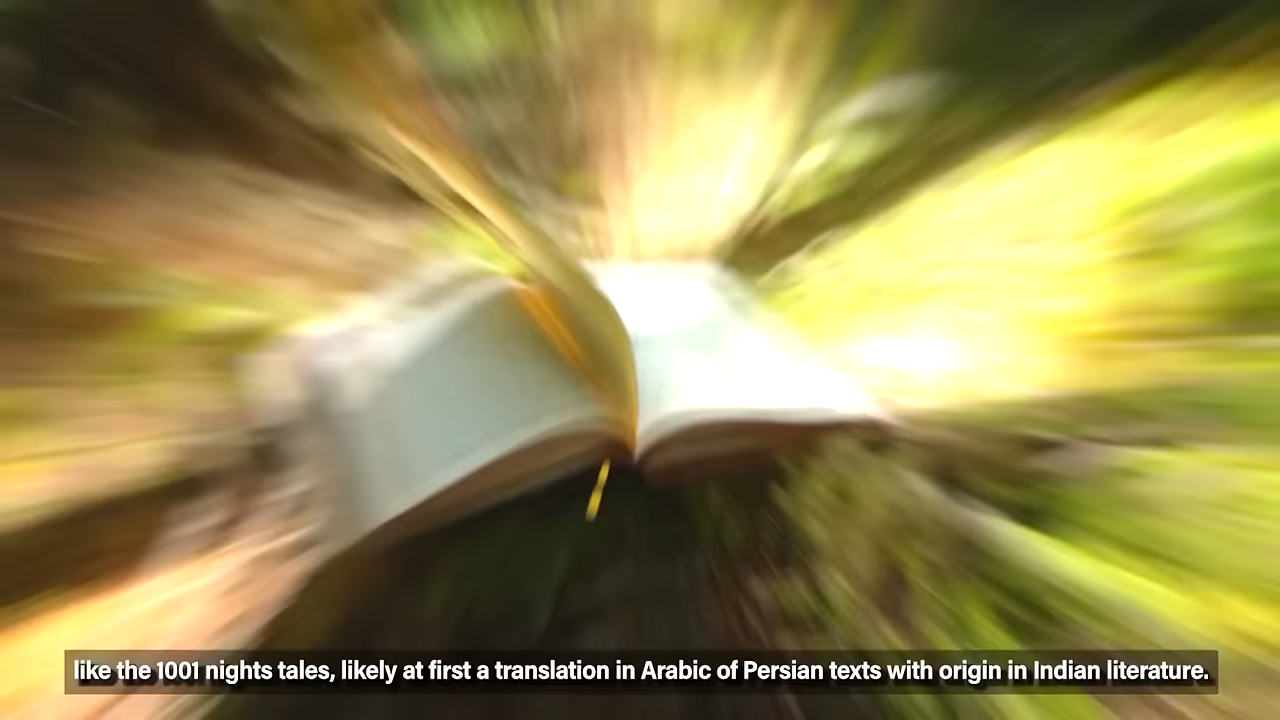 like the 1001 nights tales, likely at first a translation in Arabic of Persian texts with origin in Indian literature.